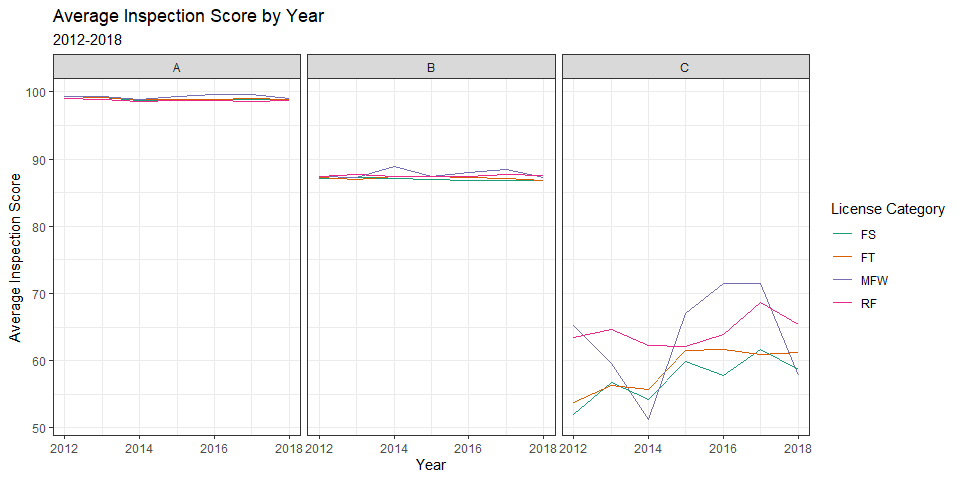 Average Inspection Score by Year
2012-2018
A B C
Average Inspection Score
100
90
80
70
60
50
2012 2014 2016 2018 2012 2014 2016 2018 2012 2014 2016 2018
Year
License Category
FS
FT
MFW
RF